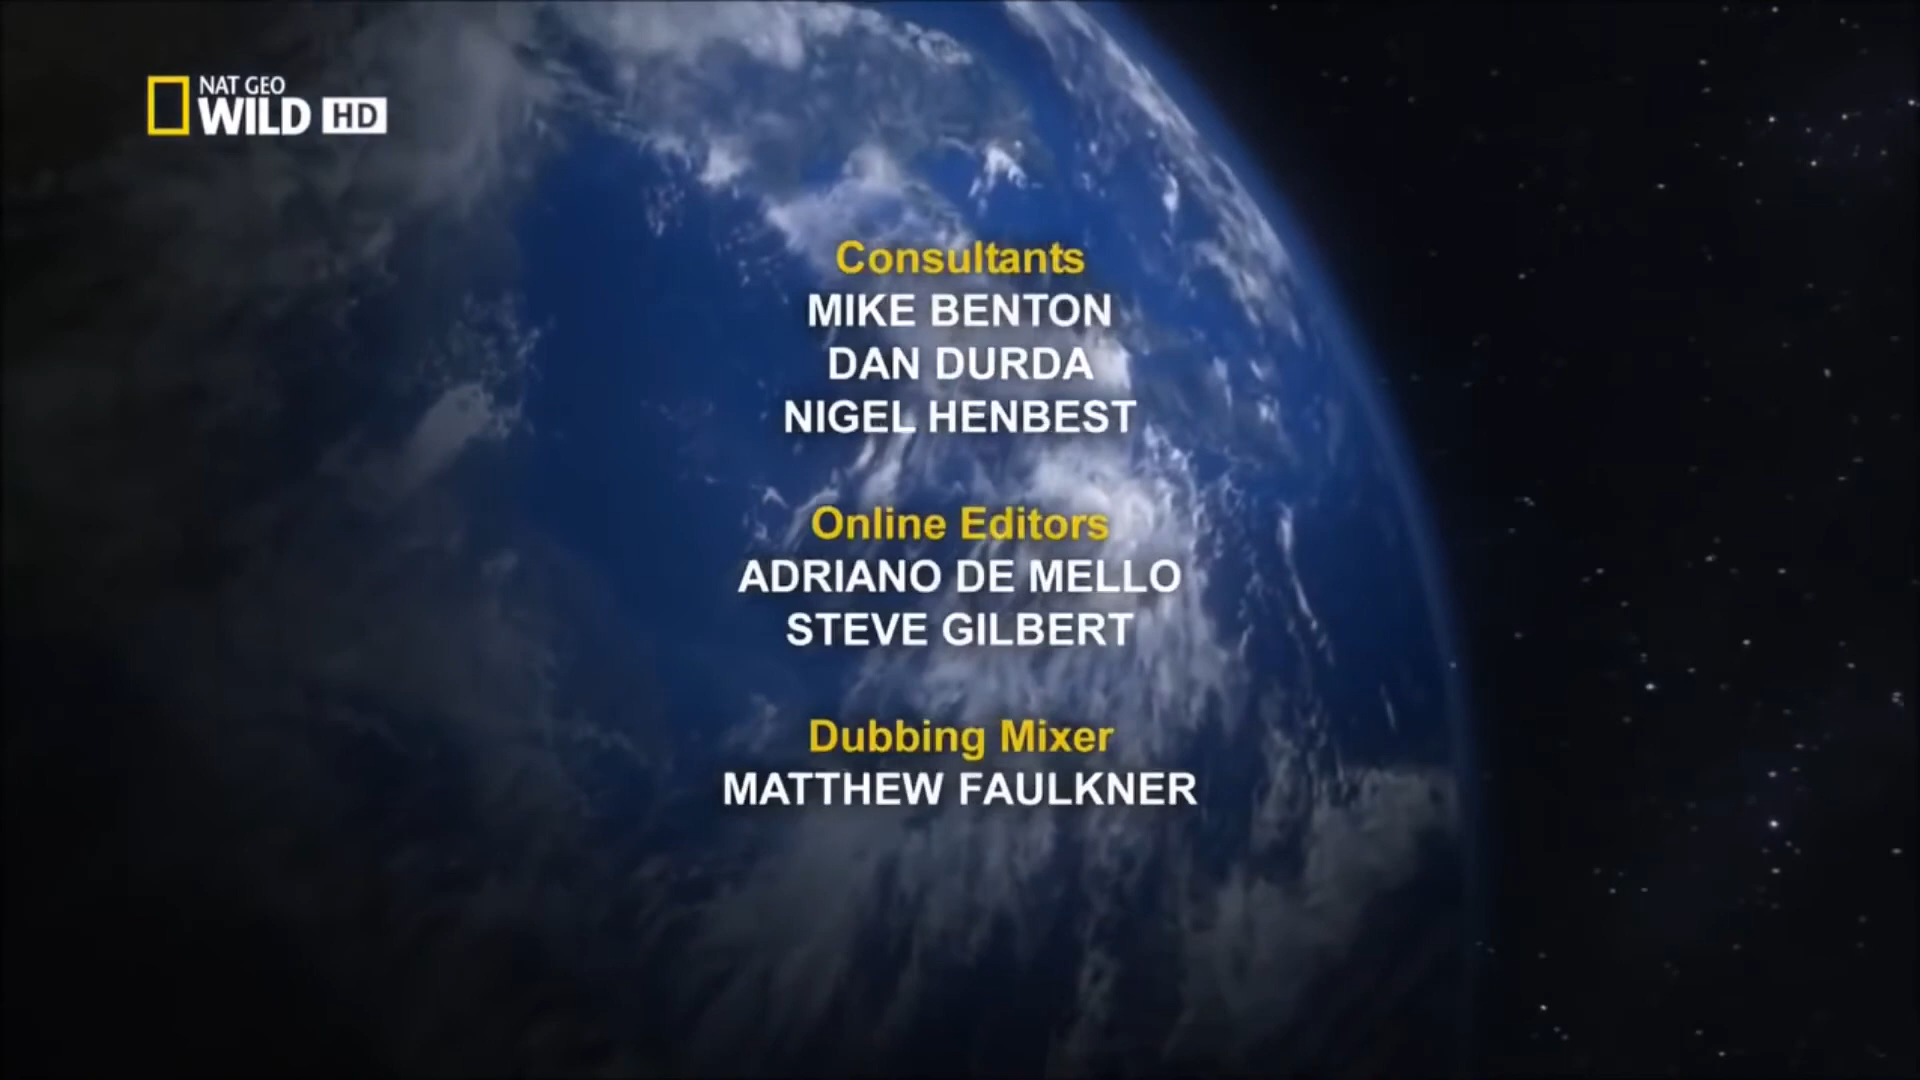 NAT GEO
WILD HD
Consultants
MIKE BENTON
DAN DURDA
NIGEL HENBEST
Online Editors
ADRIANO DE MELLO
STEVE GILBERT
Dubbing Mixer
MATTHEW FAULKNER